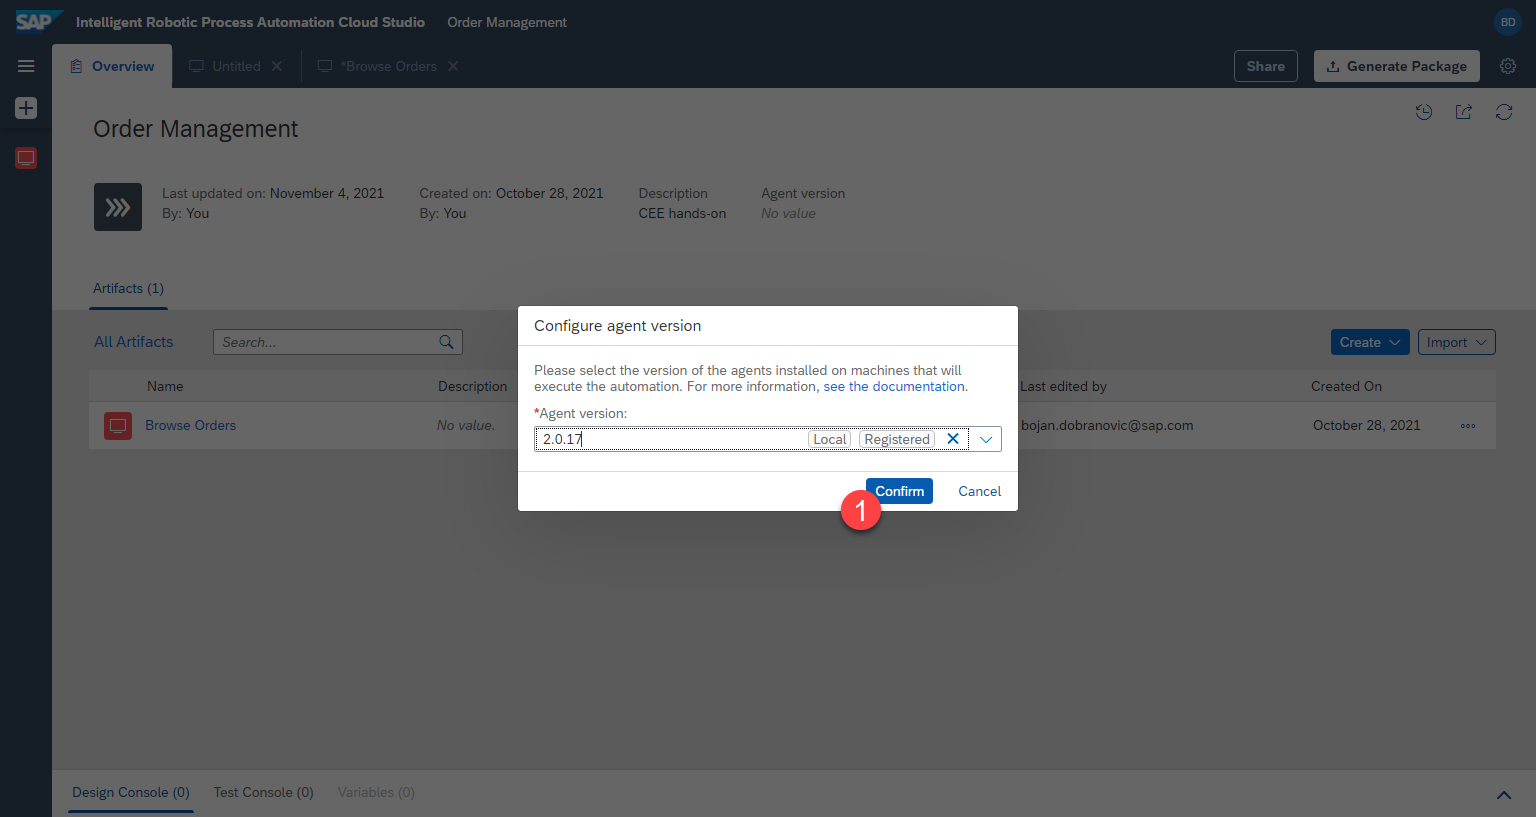 SAP Intelligent Robotic Process Automation Cloud Studio Order Management BD
Overview Untitled *Browse Orders Share Generate Package
Order Management
Last updated on: November 4, 2021 Created on: October 28, 2021 Description Agent version
By: You By: You CEE hands-on No value
Artifacts (1)
Configure agent version
All Artifacts Search... Create Import
Please select the version of the agents installed on machines that will
execute the automation. For more information, see the documentation.
Name Description Last edited by Created On
*Agent version:
Browse Orders No value. bojan.dobranovic@sap.com October 28, 2021
2.0.17 Local Registered
Confirm Cancel
1
Design Console (0) Test Console (0) Variables (0)